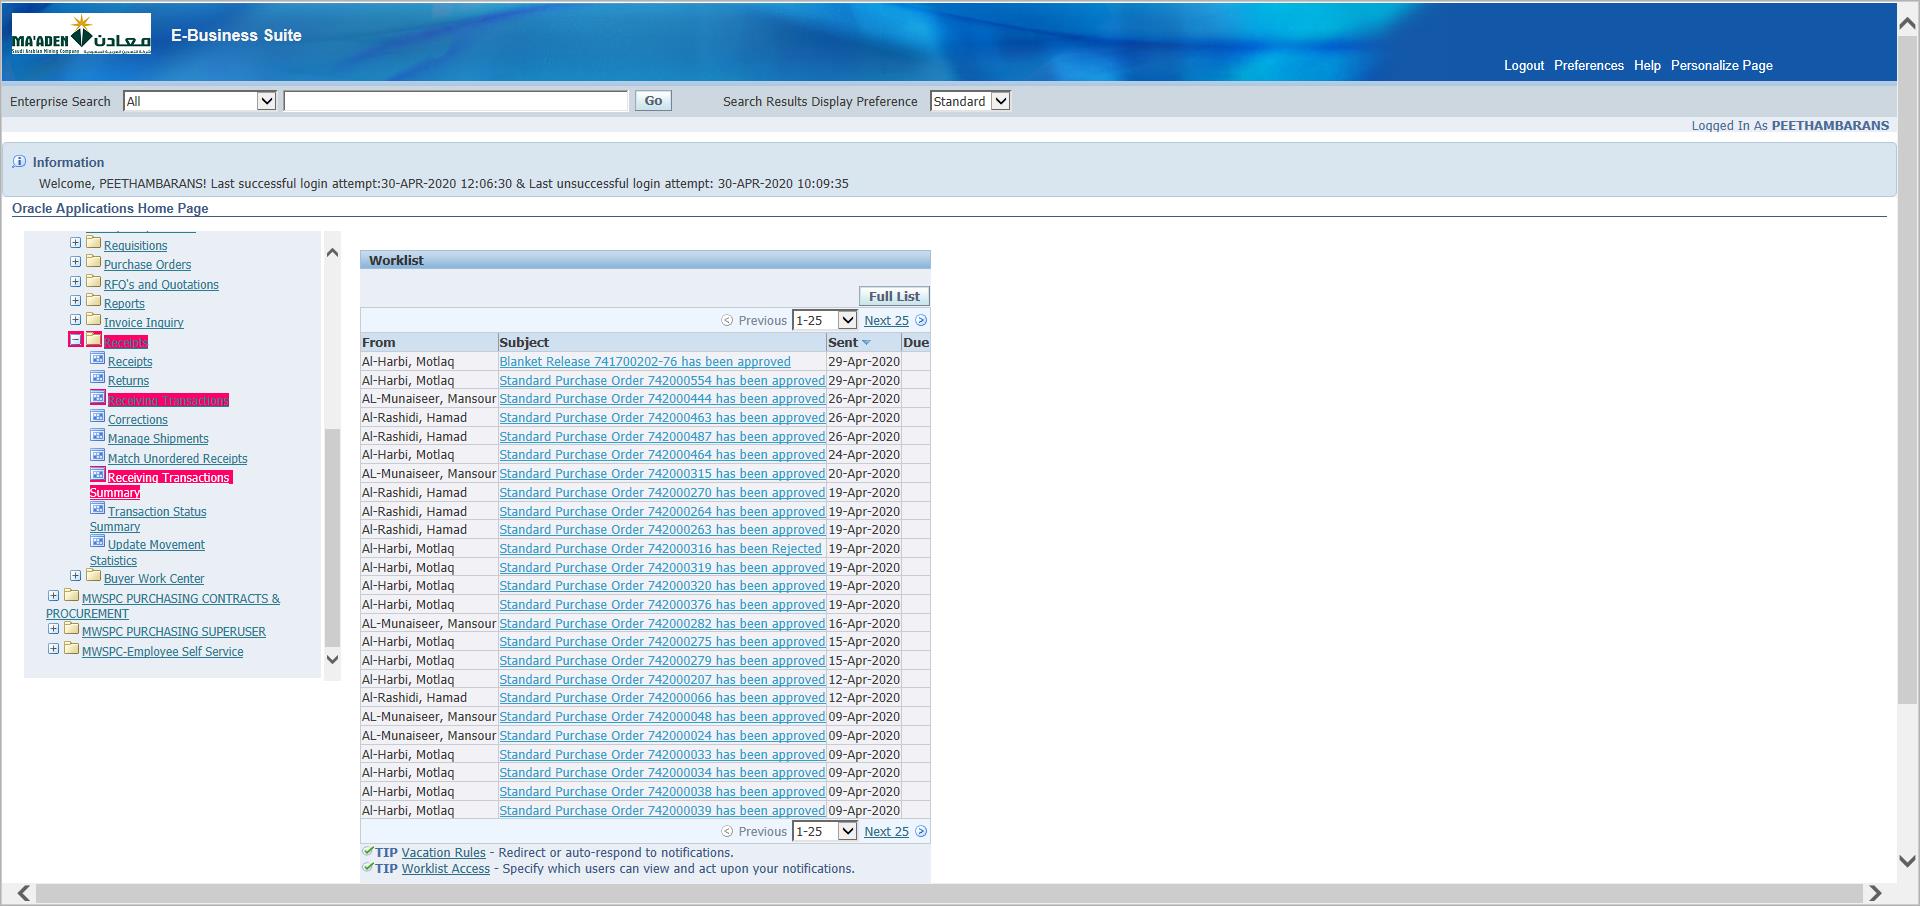 MA'ADEN معادن
E-Business Suite
Logout Preferences Help Personalize Page
Enterprise Search All Go Search Results Display Preference Standard
Logged In As PEETHAMBARANS
Information
Welcome, PEETHAMBARANS! Last successful login attempt:30-APR-2020 12:06:30 & Last unsuccessful login attempt: 30-APR-2020 10:09:35
Oracle Applications Home Page
Requisitions
Purchase Orders
RFO's and Quotations
Reports
Invoice Inquiry
Receipts
Receipts
Returns
Receiving Transactions
Corrections
Manage Shipments
Match Unordered Receipts
Receiving Transactions
Summary
Transaction Status
Summary
Update Movement
Statistics
Buyer Work Center
MWSPC PURCHASING CONTRACTS &
PROCUREMENT
MWSPC PURCHASING SUPERUSER
MWSPC-Employee Self Service
Worklist
Full List
Previous 1-25 Next 25
From Subject Sent Due
Al-Harbi, Motlaq Blanket Release 741700202-76 has been approved 29-Apr-2020
Al-Harbi, Motlaq Standard Purchase Order 742000554 has been approved 29-Apr-2020
AL-Munaiseer, Mansour Standard Purchase Order 742000444 has been approved 26-Apr-2020
Al-Rashidi, Hamad Standard Purchase Order 742000463 has been approved 26-Apr-2020
Al-Rashidi, Hamad Standard Purchase Order 742000487 has been approved 26-Apr-2020
Al-Harbi, Motlaq Standard Purchase Order 742000464 has been approved 24-Apr-2020
AL-Munaiseer, Mansour Standard Purchase Order 742000315 has been approved 20-Apr-2020
Al-Rashidi, Hamad Standard Purchase Order 742000270 has been approved 19-Apr-2020
Al-Rashidi, Hamad Standard Purchase Order 742000264 has been approved 19-Apr-2020
Al-Rashidi, Hamad Standard Purchase Order 742000263 has been approved 19-Apr-2020
Al-Harbi, Motlaq Standard Purchase Order 742000316 has been Rejected 19-Apr-2020
Al-Harbi, Motlaq Standard Purchase Order 742000319 has been approved 19-Apr-2020
Al-Harbi, Motlaq Standard Purchase Order 742000320 has been approved 19-Apr-2020
Al-Harbi, Motlaq Standard Purchase Order 742000376 has been approved 19-Apr-2020
AL-Munaiseer, Mansour Standard Purchase Order 742000282 has been approved 16-Apr-2020
Al-Harbi, Motlaq Standard Purchase Order 742000275 has been approved 15-Apr-2020
Al-Harbi, Motlaq Standard Purchase Order 742000279 has been approved 15-Apr-2020
Al-Harbi, Motlaq Standard Purchase Order 742000207 has been approved 12-Apr-2020
Al-Rashidi, Hamad Standard Purchase Order 742000066 has been approved 12-Apr-2020
AL-Munaiseer, Mansour Standard Purchase Order 742000048 has been approved 09-Apr-2020
AL-Munaiseer, Mansour Standard Purchase Order 742000024 has been approved 09-Apr-2020
Al-Harbi, Motlaq Standard Purchase Order 742000033 has been approved 09-Apr-2020
Al-Harbi, Motlaq Standard Purchase Order 742000034 has been approved 09-Apr-2020
Al-Harbi, Motlaq Standard Purchase Order 742000038 has been approved 09-Apr-2020
Al-Harbi, Motlaq Standard Purchase Order 742000039 has been approved 09-Apr-2020
Previous 1-25 Next 25
TIP Vacation Rules - Redirect or auto-respond to notifications.
TIP Worklist Access - Specify which users can view and act upon your notifications.